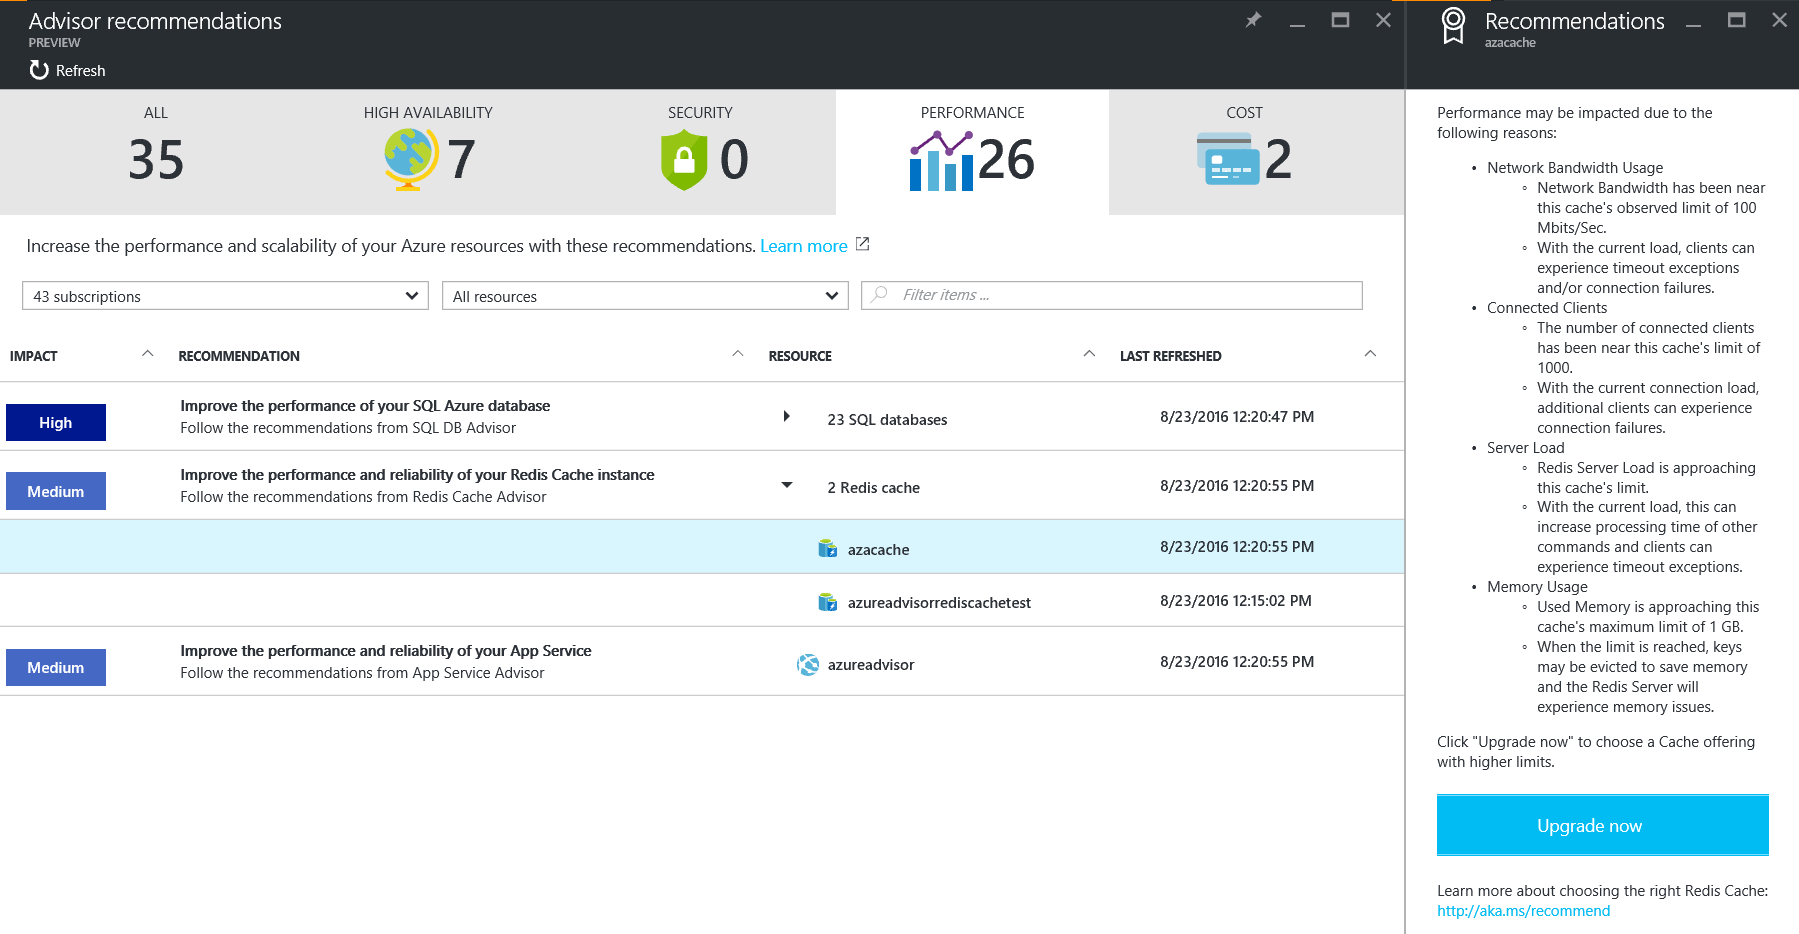 Advisor recommendations
PREVIEW
Refresh
ALL
35
HIGH AVAILABILITY
7
SECURITY
0
PERFORMANCE
26
COST
2
Increase the performance and scalability of your Azure resources with these recommendations. Learn more
43 subscriptions
All resources
Filter items ...
IMPACT
RECOMMENDATION
RESOURCE
LAST REFRESHED
High
Improve the performance of your SQL Azure database
Follow the recommendations from SQL DB Advisor
23 SQL databases
8/23/2016 12:20:47 PM
Medium
Improve the performance and reliability of your Redis Cache instance
Follow the recommendations from Redis Cache Advisor
2 Redis cache
8/23/2016 12:20:55 PM
azacache
8/23/2016 12:20:55 PM
azureadvisorrediscachetest
8/23/2016 12:15:02 PM
Medium
Improve the performance and reliability of your App Service
Follow the recommendations from App Service Advisor
azureadvisor
8/23/2016 12:20:55 PM
Recommendations
azacache
Performance may be impacted due to the
following reasons:
• Network Bandwidth Usage
◦ Network Bandwidth has been near
this cache's observed limit of 100
Mbits/Sec.
◦ With the current load, clients can
experience timeout exceptions
and/or connection failures.
• Connected Clients
◦ The number of connected clients
has been near this cache's limit of
1000.
◦ With the current connection load,
additional clients can experience
connection failures.
• Server Load
◦ Redis Server Load is approaching
this cache's limit.
◦ With the current load, this can
increase processing time of other
commands and clients can
experience timeout exceptions.
• Memory Usage
◦ Used Memory is approaching this
cache's maximum limit of 1 GB.
◦ When the limit is reached, keys
may be evicted to save memory
and the Redis Server will
experience memory issues.
Click "Upgrade now" to choose a Cache offering
with higher limits.
Upgrade now
Learn more about choosing the right Redis Cache:
http://aka.ms/recommend